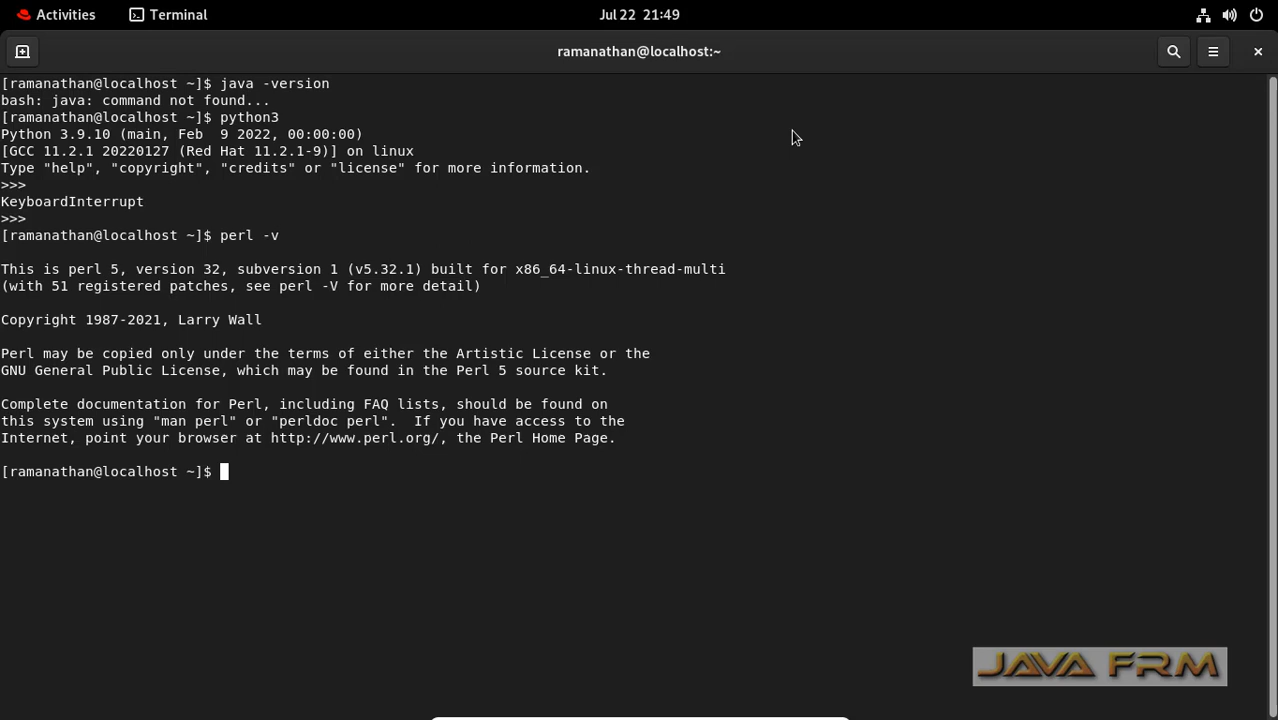 Activities
Terminal
Jul 22 21:49
ramanathan@localhost:~
[ramanathan@localhost ~]$ java -version
bash: java: command not found...
[ramanathan@localhost ~]$ python3
Python 3.9.10 (main, Feb  9 2022, 00:00:00)
[GCC 11.2.1 20220127 (Red Hat 11.2.1-9)] on linux
Type "help", "copyright", "credits" or "license" for more information.
>>>
KeyboardInterrupt
>>>
[ramanathan@localhost ~]$ perl -v
This is perl 5, version 32, subversion 1 (v5.32.1) built for x86_64-linux-thread-multi
(with 51 registered patches, see perl -V for more detail)
Copyright 1987-2021, Larry Wall
Perl may be copied only under the terms of either the Artistic License or the
GNU General Public License, which may be found in the Perl 5 source kit.
Complete documentation for Perl, including FAQ lists, should be found on
this system using "man perl" or "perldoc perl".  If you have access to the
Internet, point your browser at http://www.perl.org/, the Perl Home Page.
[ramanathan@localhost ~]$
JAVA FRM